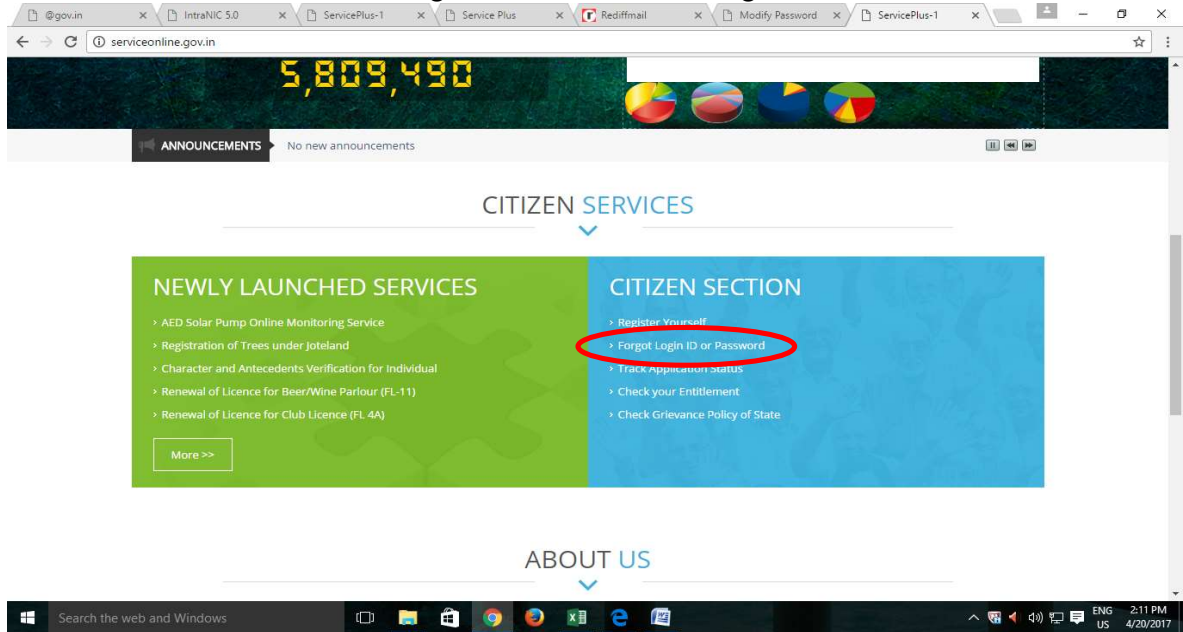 @gov.in IntraNIC 5.0 ServicePlus-1 Service Plus Rediffmail Modify Password ServicePlus-1
serviceonline.gov.in
5,809,490
ANNOUNCEMENTS No new announcements
CITIZEN SERVICES
NEWLY LAUNCHED SERVICES
› AED Solar Pump Online Monitoring Service
› Registration of Trees under Joteland
› Character and Antecedents Verification for Individual
› Renewal of Licence for Beer/Wine Parlour (FL-11)
› Renewal of Licence for Club Licence (FL 4A)
More >>
CITIZEN SECTION
› Register Yourself
› Forgot Login ID or Password
› Track Application Status
› Check your Entitlement
› Check Grievance Policy of State
ABOUT US
Search the web and Windows
ENG 2:11 PM
US 4/20/2017